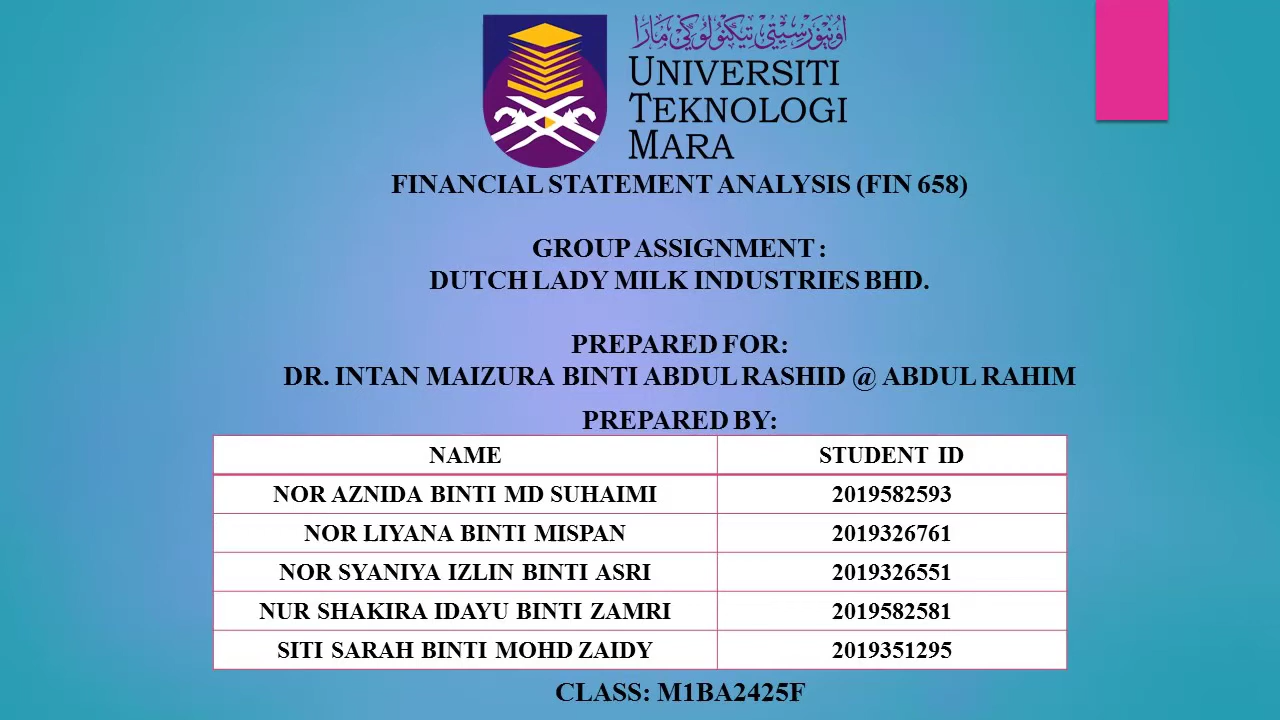 اونيۏرسيتي تيکنولوݢي مارا
UNIVERSITI
TEKNOLOGI
MARA
FINANCIAL STATEMENT ANALYSIS (FIN 658)
GROUP ASSIGNMENT :
DUTCH LADY MILK INDUSTRIES BHD.
PREPARED FOR:
DR. INTAN MAIZURA BINTI ABDUL RASHID @ ABDUL RAHIM
PREPARED BY:
NAME STUDENT ID
NOR AZNIDA BINTI MD SUHAIMI 2019582593
NOR LIYANA BINTI MISPAN 2019326761
NOR SYANIYA IZLIN BINTI ASRI 2019326551
NUR SHAKIRA IDAYU BINTI ZAMRI 2019582581
SITI SARAH BINTI MOHD ZAIDY 2019351295
CLASS: M1BA2425F